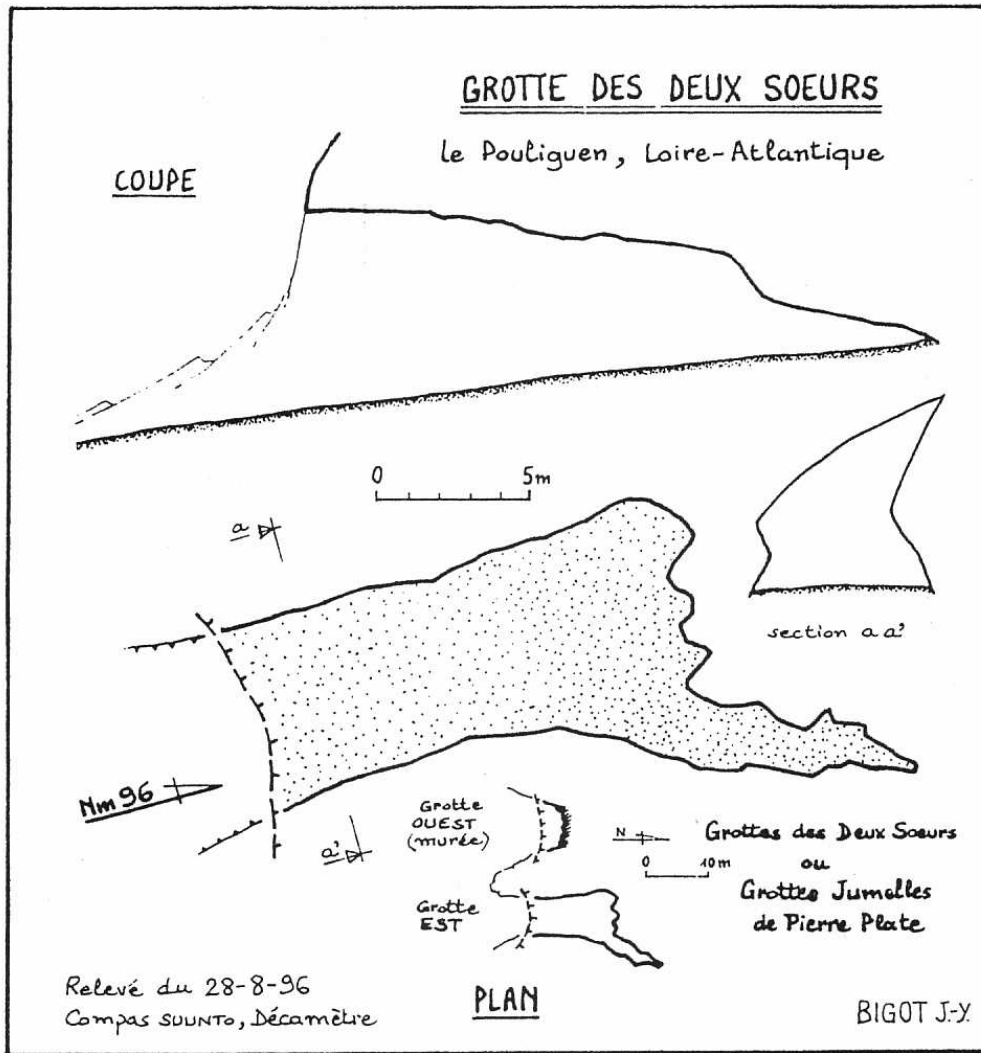 GROTTE DES DEUX SOEURS
le Pouliguen, Loire-Atlantique
COUPE
0 5m
a
section a a'
Nm 96
a'
Grotte
OUEST
(murée)
N
0 10m
Grottes des Deux Soeurs
ou
Grottes Jumelles
de Pierre Plate
Grotte
EST
Relevé du 28-8-96
Compas SUUNTO, Décamètre
PLAN
BIGOT J.-Y.